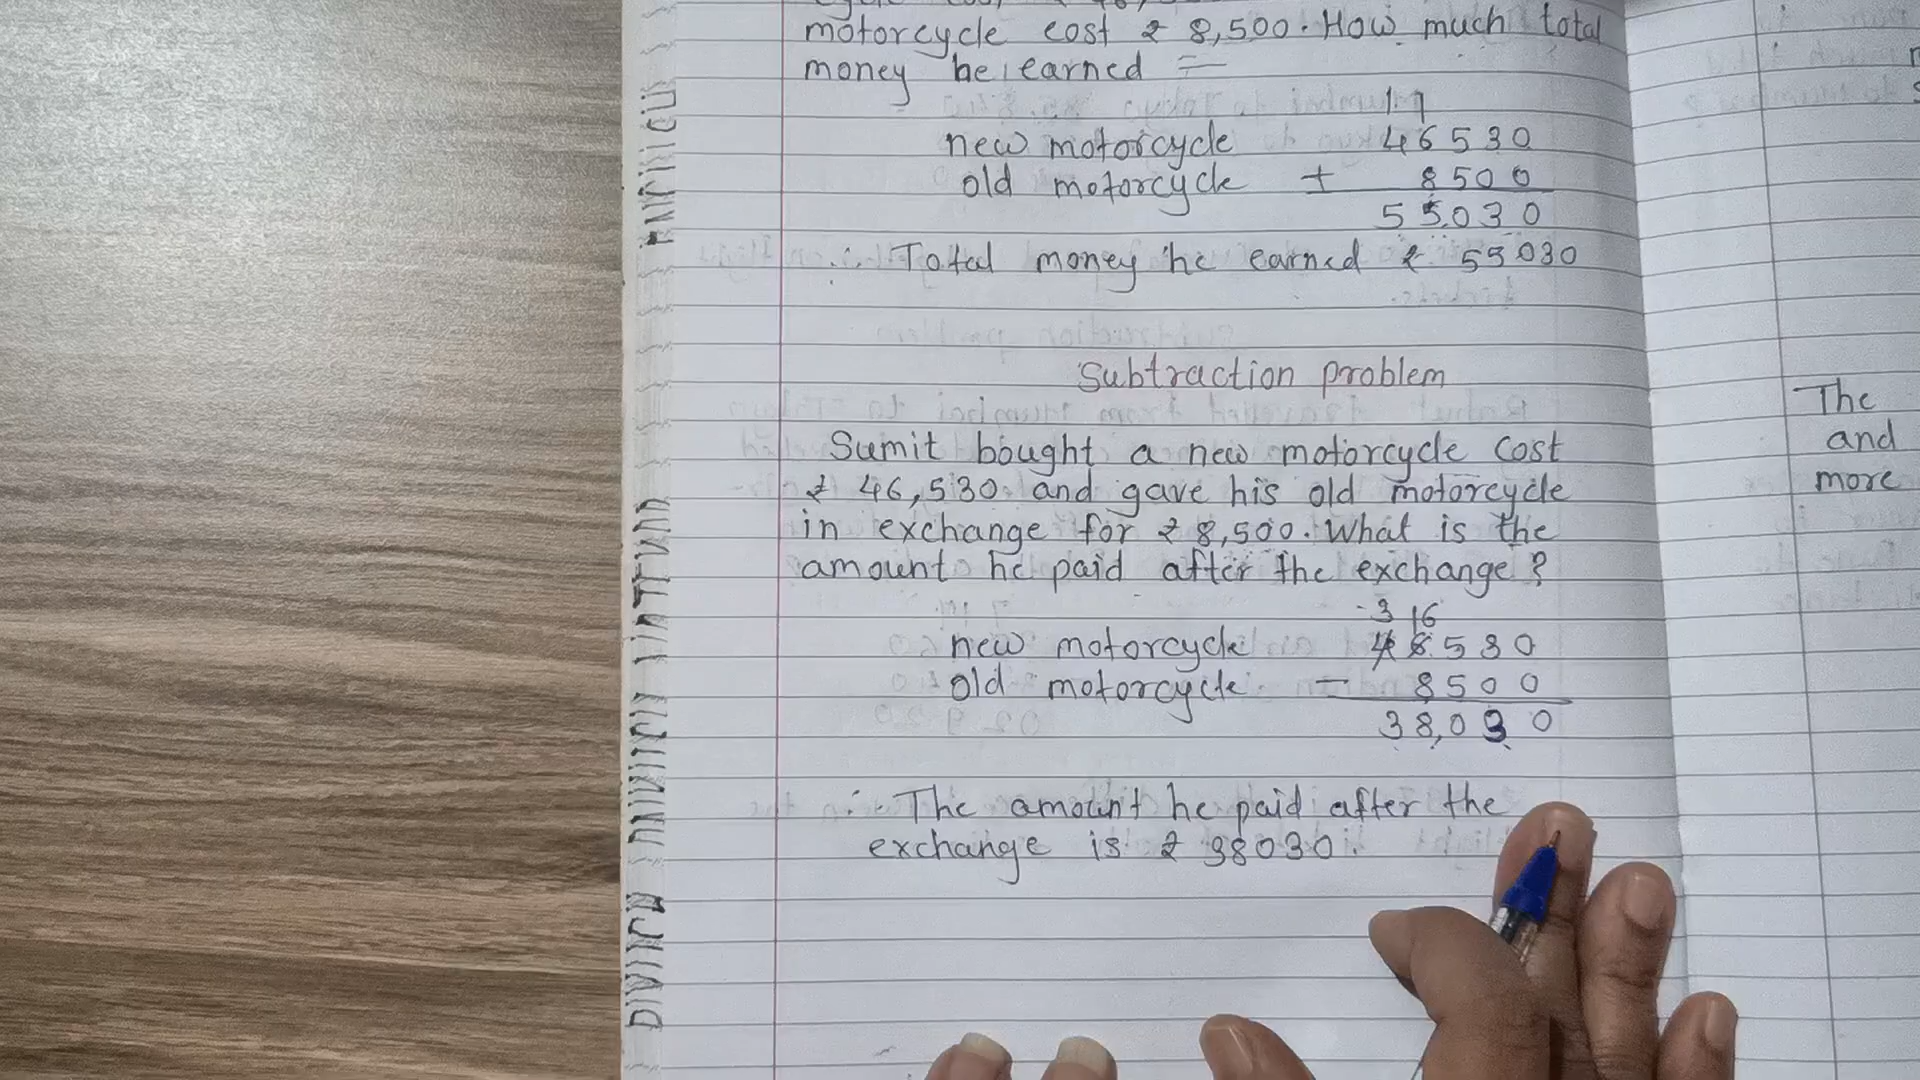 motorcycle cost ₹ 8,500. How much total
money he earned =
1 1
new motorcycle 46530
old motorcycle + 8500
55,030
∴ Total money he earned ₹ 55030
Subtraction problem
Sumit bought a new motorcycle cost
₹ 46,530 and gave his old motorcycle
in exchange for ₹ 8,500. What is the
amount he paid after the exchange?
3 16
new motorcycle 46530
old motorcycle - 8500
38,030
∴ The amount he paid after the
exchange is ₹ 38030.
The
and
more